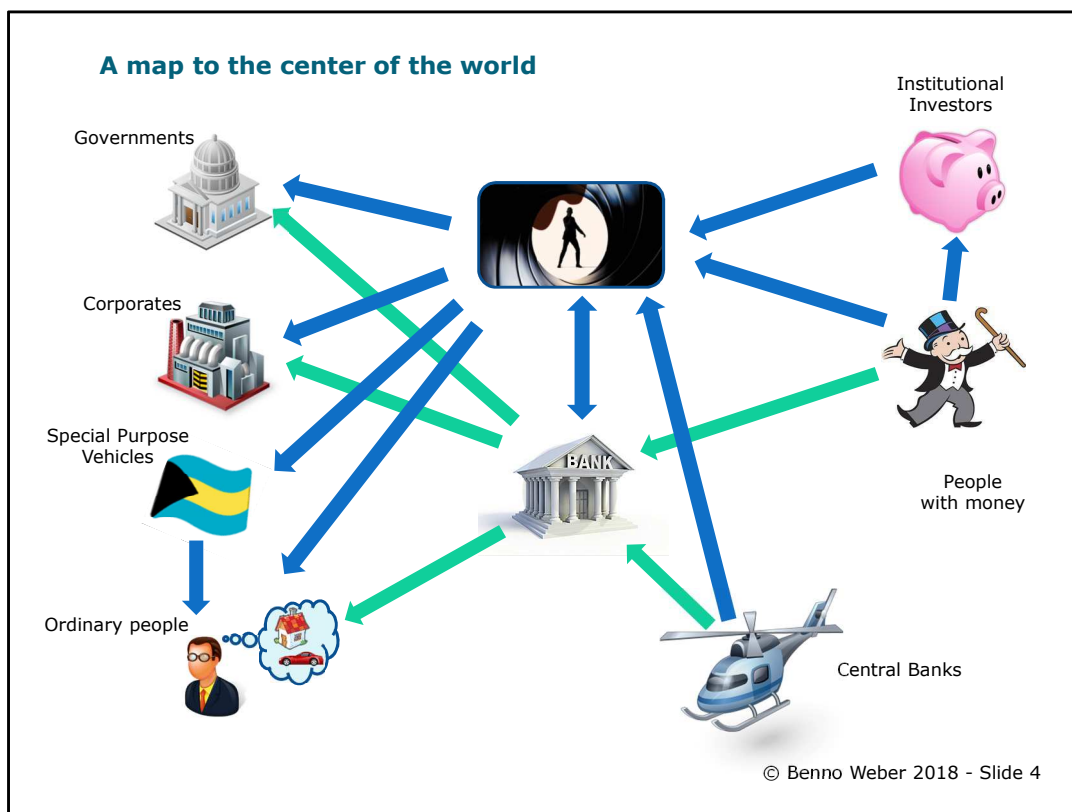 A map to the center of the world
Institutional
Investors
Governments
Corporates
Special Purpose
Vehicles
BANK
People
with money
Ordinary people
Central Banks
© Benno Weber 2018 - Slide 4